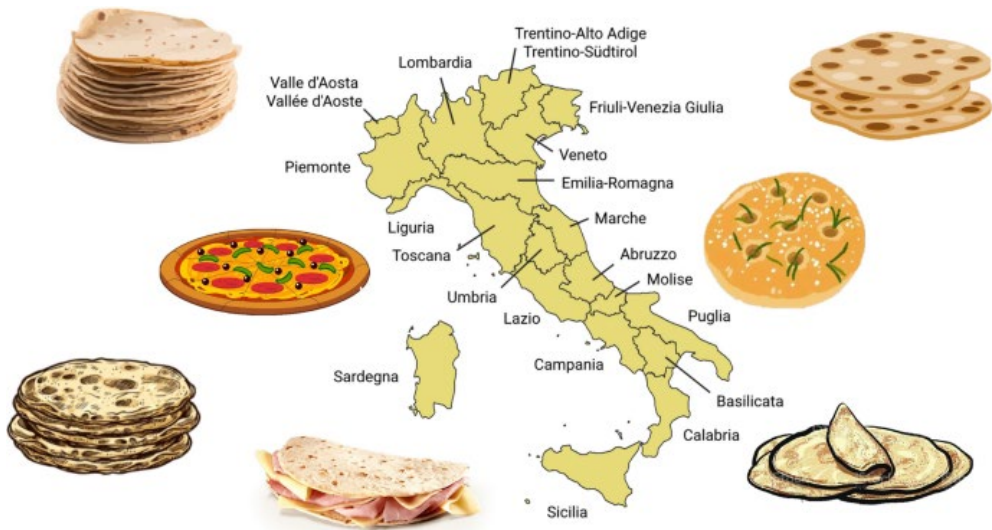 Trentino-Alto Adige
Trentino-Südtirol
Lombardia
Valle d'Aosta
Vallée d'Aoste
Friuli-Venezia Giulia
Veneto
Piemonte
Emilia-Romagna
Liguria
Marche
Toscana
Abruzzo
Molise
Umbria
Lazio
Puglia
Campania
Sardegna
Basilicata
Calabria
Sicilia